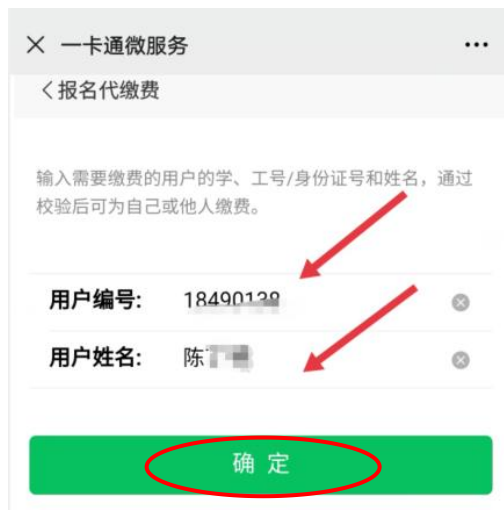 一卡通微服务
报名代缴费
输入需要缴费的用户的学、工号/身份证号和姓名，通过
校验后可为自己或他人缴费。
用户编号:
用户姓名: 陈
确 定